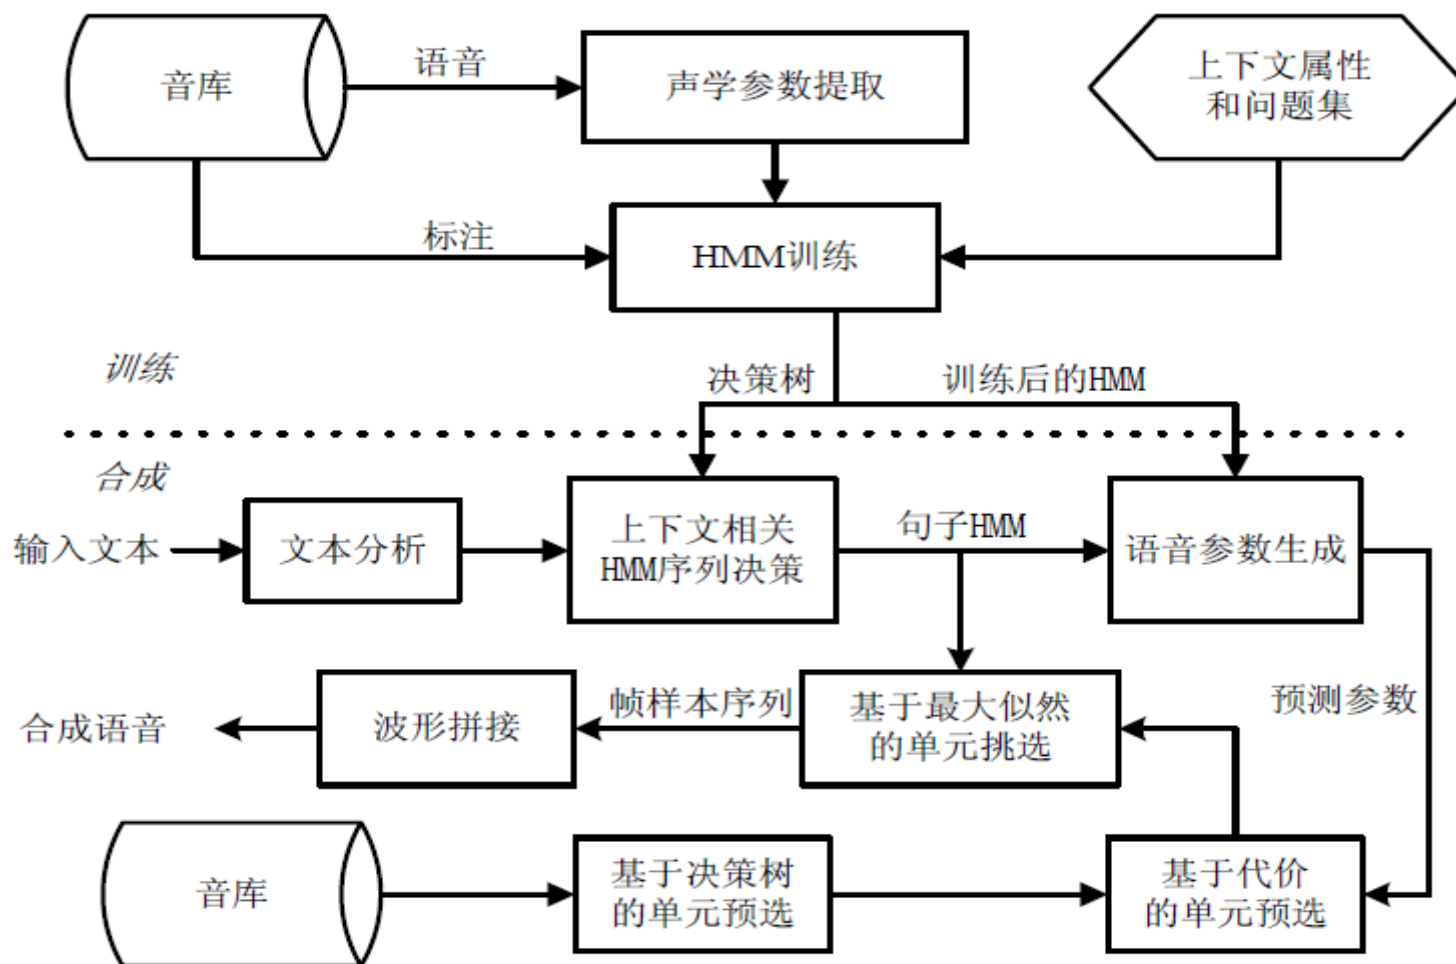 音库
语音
声学参数提取
上下文属性
和问题集
标注
HMM训练
训练
决策树
训练后的HMM
合成
输入文本
文本分析
上下文相关
HMM序列决策
句子HMM
语音参数生成
合成语音
波形拼接
帧样本序列
基于最大似然
的单元挑选
预测参数
音库
基于决策树
的单元预选
基于代价
的单元预选